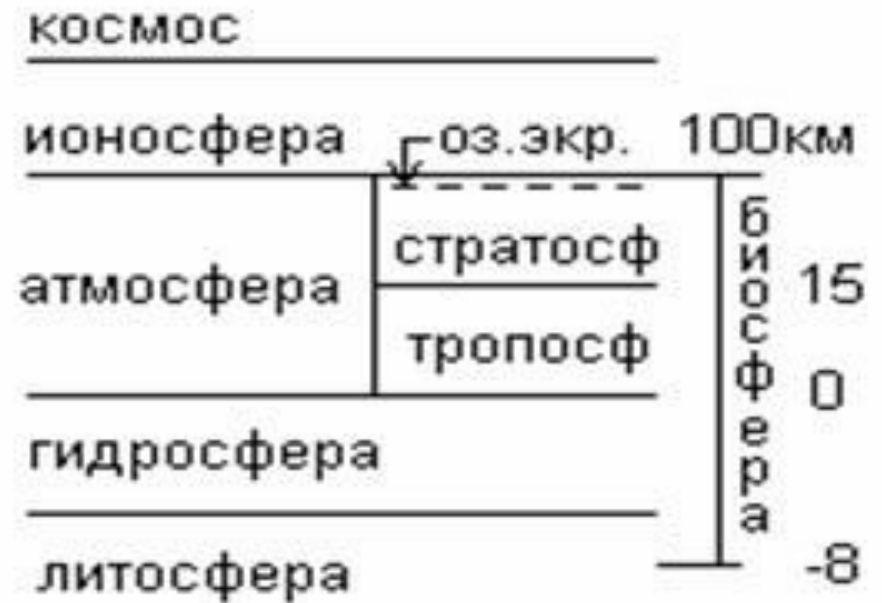 космос
ионосфера оз.экр. 100км
стратосф
атмосфера 15
тропосф
0
гидросфера
литосфера -8
биосфера